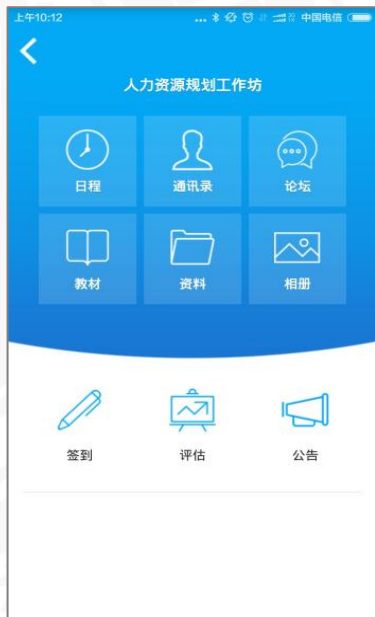 上午10:12 ... 中国电信
人力资源规划工作坊
日程 通讯录 论坛
教材 资料 相册
签到 评估 公告